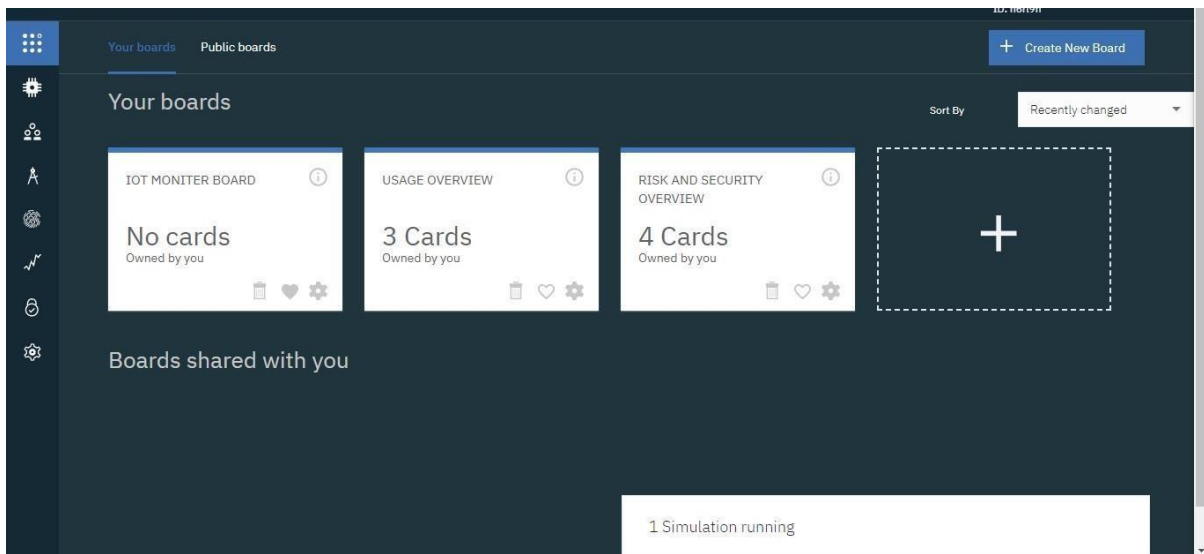 Your boards
Public boards
+ Create New Board
Your boards
Sort By
Recently changed
IOT MONITER BOARD
No cards
Owned by you
USAGE OVERVIEW
3 Cards
Owned by you
RISK AND SECURITY
OVERVIEW
4 Cards
Owned by you
Boards shared with you
1 Simulation running